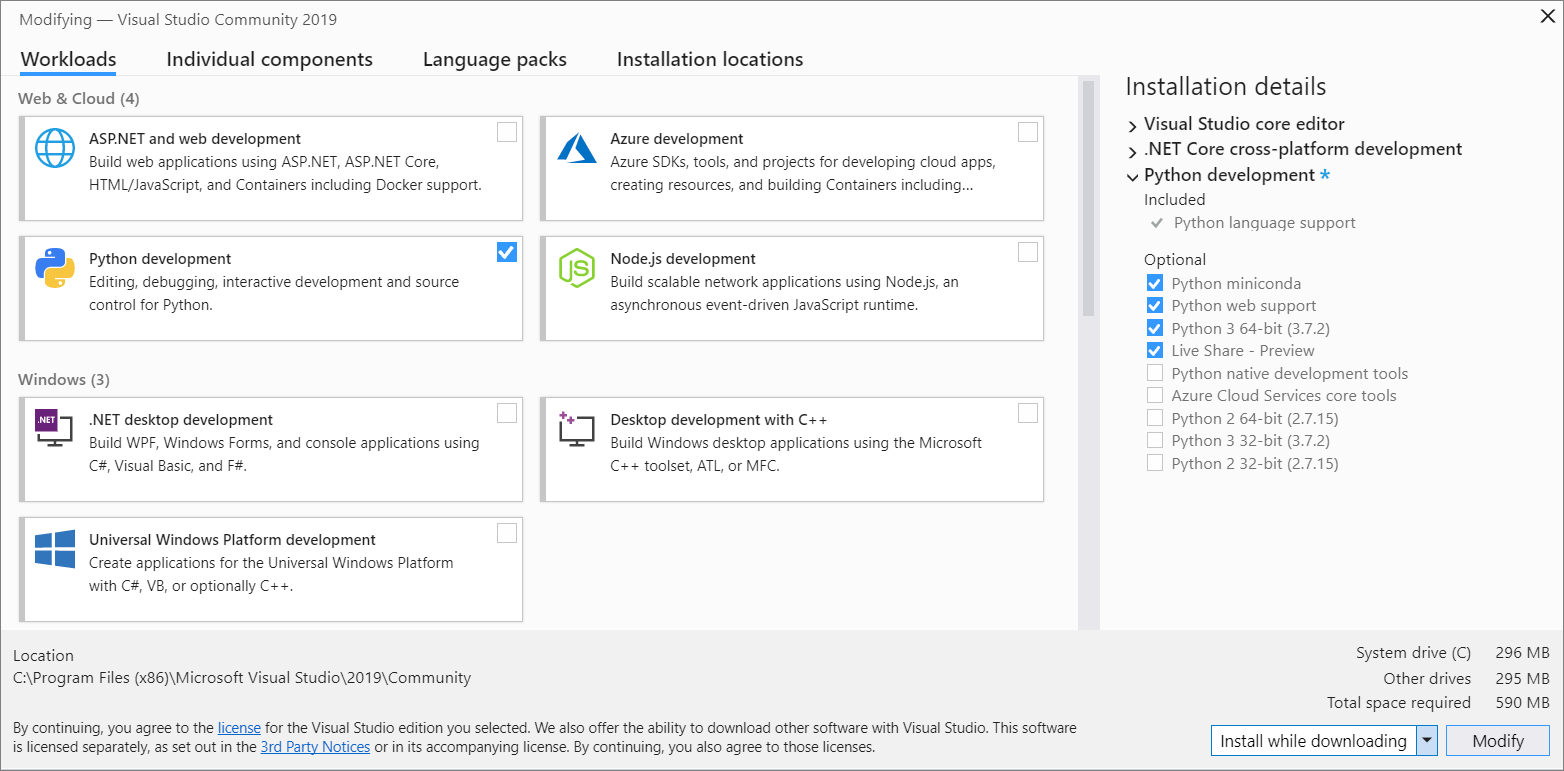 Modifying — Visual Studio Community 2019
Workloads
Individual components
Language packs
Installation locations
Web & Cloud (4)
ASP.NET and web development
Build web applications using ASP.NET, ASP.NET Core,
HTML/JavaScript, and Containers including Docker support.
Azure development
Azure SDKs, tools, and projects for developing cloud apps,
creating resources, and building Containers including...
Python development
Editing, debugging, interactive development and source
control for Python.
Node.js development
Build scalable network applications using Node.js, an
asynchronous event-driven JavaScript runtime.
JS
Windows (3)
.NET desktop development
Build WPF, Windows Forms, and console applications using
C#, Visual Basic, and F#.
.NET
Desktop development with C++
Build Windows desktop applications using the Microsoft
C++ toolset, ATL, or MFC.
Universal Windows Platform development
Create applications for the Universal Windows Platform
with C#, VB, or optionally C++.
Installation details
Visual Studio core editor
.NET Core cross-platform development
Python development *
Included
Python language support
Optional
Python miniconda
Python web support
Python 3 64-bit (3.7.2)
Live Share - Preview
Python native development tools
Azure Cloud Services core tools
Python 2 64-bit (2.7.15)
Python 3 32-bit (3.7.2)
Python 2 32-bit (2.7.15)
Location
C:\Program Files (x86)\Microsoft Visual Studio\2019\Community
System drive (C) 296 MB
Other drives 295 MB
Total space required 590 MB
By continuing, you agree to the license for the Visual Studio edition you selected. We also offer the ability to download other software with Visual Studio. This software
is licensed separately, as set out in the 3rd Party Notices or in its accompanying license. By continuing, you also agree to those licenses.
Install while downloading
Modify